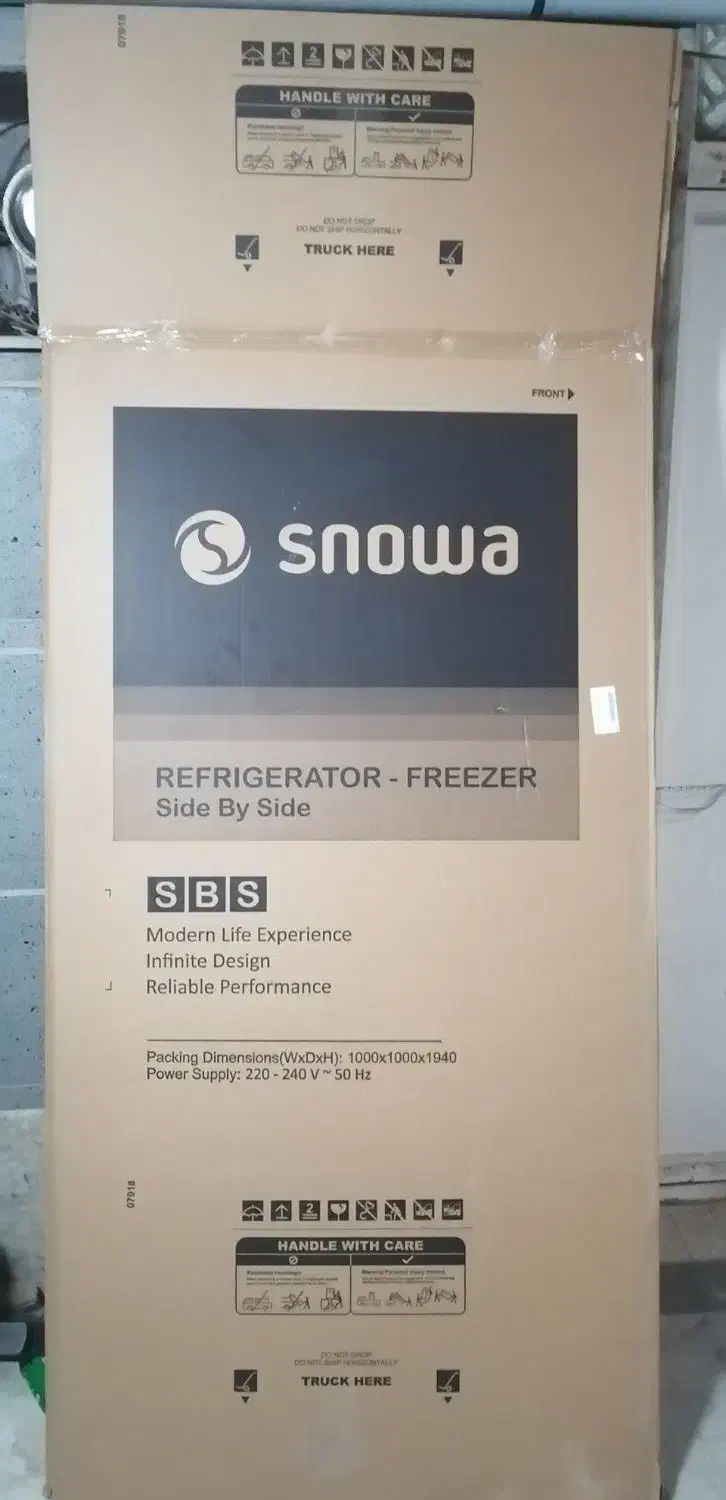 07918
2
HANDLE WITH CARE
DO NOT DROP
DO NOT SHIP HORIZONTALLY
TRUCK HERE
FRONT
snowa
REFRIGERATOR - FREEZER
Side By Side
SBS
Modern Life Experience
Infinite Design
Reliable Performance
Packing Dimensions(WxDxH): 1000x1000x1940
Power Supply: 220 - 240 V ~ 50 Hz
07918
2
HANDLE WITH CARE
DO NOT DROP
DO NOT SHIP HORIZONTALLY
TRUCK HERE